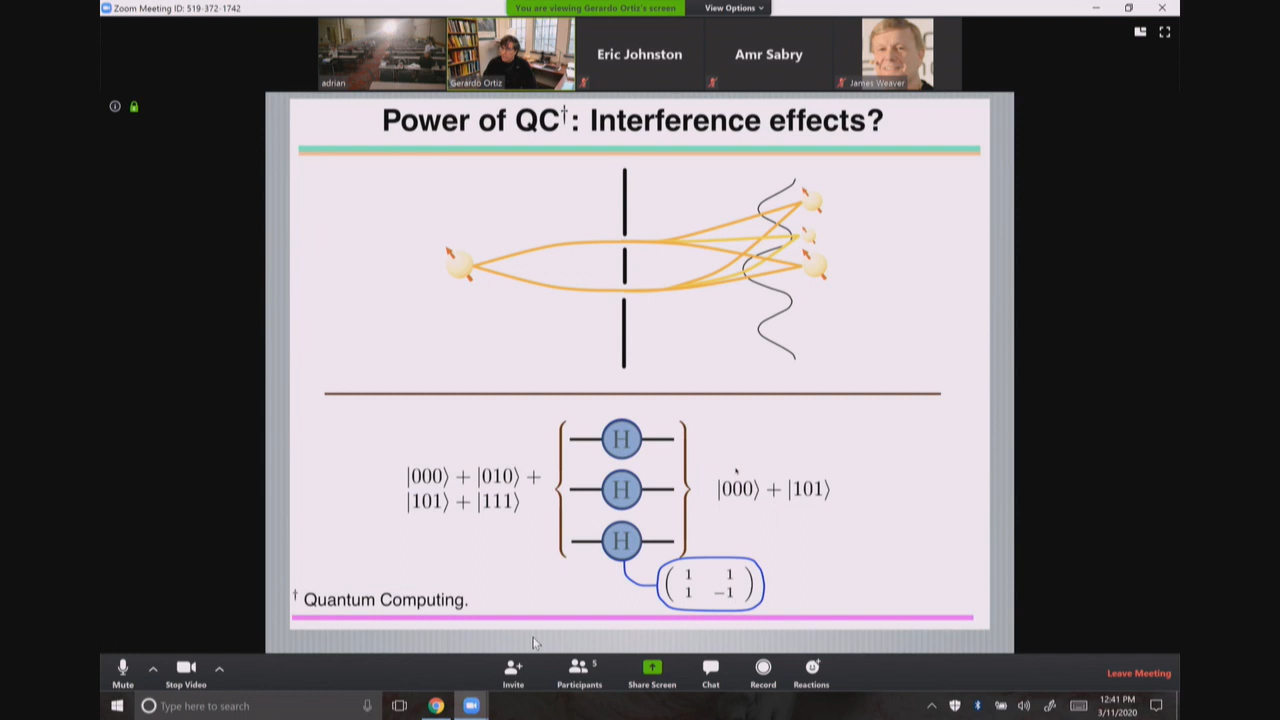 Zoom Meeting ID: 519-372-1742
You are viewing Gerardo Ortiz's screen
View Options
adrian
Gerardo Ortiz
Eric Johnston
Amr Sabry
James Weaver
Power of QC†: Interference effects?
|000⟩ + |010⟩ +
|101⟩ + |111⟩
H
H
H
|000⟩ + |101⟩
1 1
1 −1
† Quantum Computing.
Mute
Stop Video
Invite
5
Participants
Share Screen
Chat
Record
Reactions
Leave Meeting
Type here to search
12:41 PM
3/11/2020